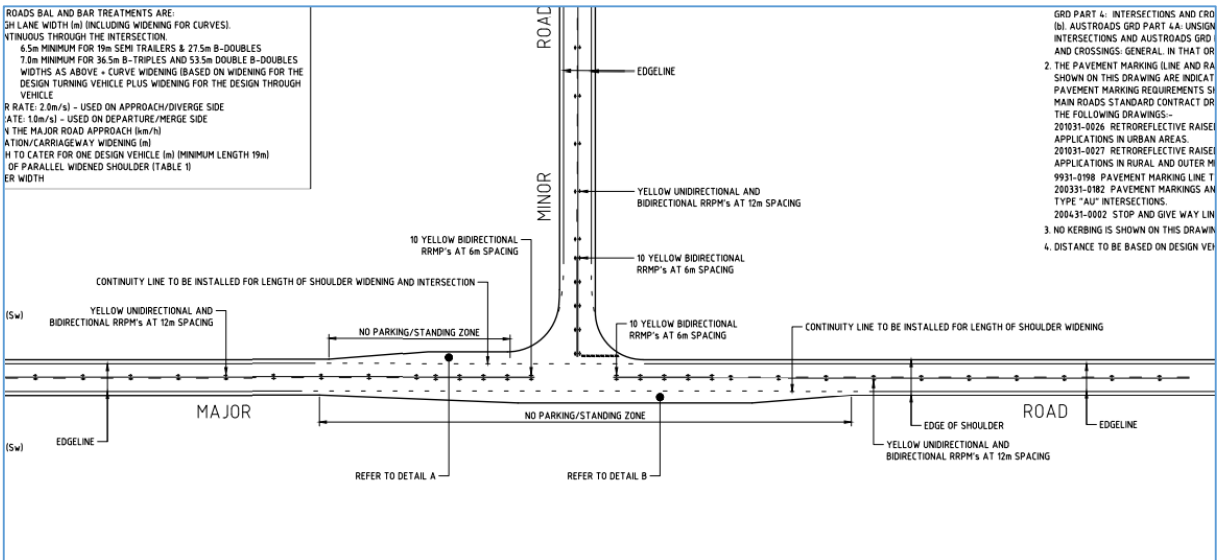 ROADS BAL AND BAR TREATMENTS ARE:
GH LANE WIDTH (m) (INCLUDING WIDENING FOR CURVES).
NTINUOUS THROUGH THE INTERSECTION.
6.5m MINIMUM FOR 19m SEMI TRAILERS & 27.5m B-DOUBLES
7.0m MINIMUM FOR 36.5m B-TRIPLES AND 53.5m DOUBLE B-DOUBLES
WIDTHS AS ABOVE + CURVE WIDENING (BASED ON WIDENING FOR THE
DESIGN TURNING VEHICLE PLUS WIDENING FOR THE DESIGN THROUGH
VEHICLE
R RATE: 2.0m/s) - USED ON APPROACH/DIVERGE SIDE
ATE: 1.0m/s) - USED ON DEPARTURE/MERGE SIDE
N THE MAJOR ROAD APPROACH (km/h)
ATION/CARRIAGEWAY WIDENING (m)
H TO CATER FOR ONE DESIGN VEHICLE (m) (MINIMUM LENGTH 19m)
OF PARALLEL WIDENED SHOULDER (TABLE 1)
ER WIDTH
GRD PART 4: INTERSECTIONS AND CRO
(b). AUSTROADS GRD PART 4A: UNSIGN
INTERSECTIONS AND AUSTROADS GRD
AND CROSSINGS: GENERAL. IN THAT OR
2. THE PAVEMENT MARKING (LINE AND RA
SHOWN ON THIS DRAWING ARE INDICAT
PAVEMENT MARKING REQUIREMENTS SH
MAIN ROADS STANDARD CONTRACT DR
THE FOLLOWING DRAWINGS:-
201031-0026 RETROREFLECTIVE RAISE
APPLICATIONS IN URBAN AREAS.
201031-0027 RETROREFLECTIVE RAISE
APPLICATIONS IN RURAL AND OUTER M
9931-0198 PAVEMENT MARKING LINE T
200331-0182 PAVEMENT MARKINGS AN
TYPE "AU" INTERSECTIONS.
200431-0002 STOP AND GIVE WAY LIN
3. NO KERBING IS SHOWN ON THIS DRAWIN
4. DISTANCE TO BE BASED ON DESIGN VEH
ROAD
EDGELINE
MINOR
YELLOW UNIDIRECTIONAL AND
BIDIRECTIONAL RRPM's AT 12m SPACING
10 YELLOW BIDIRECTIONAL
RRMP's AT 6m SPACING
10 YELLOW BIDIRECTIONAL
RRMP's AT 6m SPACING
CONTINUITY LINE TO BE INSTALLED FOR LENGTH OF SHOULDER WIDENING AND INTERSECTION
(Sw)
YELLOW UNIDIRECTIONAL AND
BIDIRECTIONAL RRPM's AT 12m SPACING
NO PARKING/STANDING ZONE
10 YELLOW BIDIRECTIONAL
RRMP's AT 6m SPACING
CONTINUITY LINE TO BE INSTALLED FOR LENGTH OF SHOULDER WIDENING
MAJOR
NO PARKING/STANDING ZONE
ROAD
EDGE OF SHOULDER
EDGELINE
(Sw)
EDGELINE
YELLOW UNIDIRECTIONAL AND
BIDIRECTIONAL RRPM's AT 12m SPACING
REFER TO DETAIL A
REFER TO DETAIL B